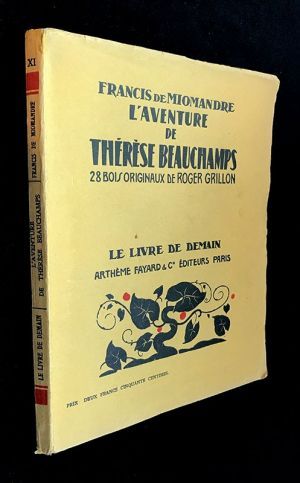 FRANCIS DE MIOMANDRE
L'AVENTURE
DE
THÉRÈSE BEAUCHAMPS
28 BOIS ORIGINAUX DE ROGER GRILLON
LE LIVRE DE DEMAIN
ARTHÈME FAYARD & Cie ÉDITEURS PARIS
PRIX : DEUX FRANCS CINQUANTE CENTIMES.
XI
FRANCIS DE MIOMANDRE
L'AVENTURE
DE THÉRÈSE BEAUCHAMPS
LE LIVRE DE DEMAIN